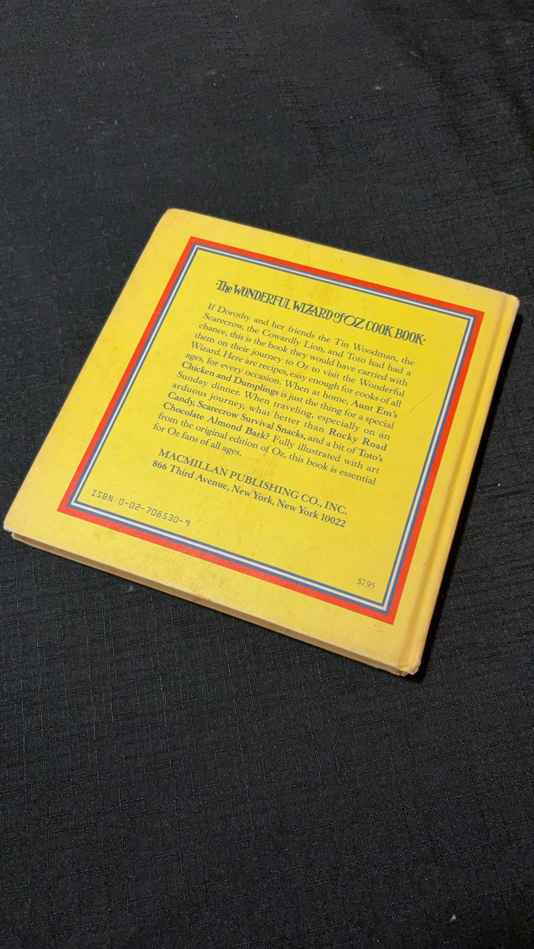 The WONDERFUL WIZARD of OZ COOK BOOK·
If Dorothy and her friends the Tin Woodman, the
Scarecrow, the Cowardly Lion, and Toto had had a
chance, this is the book they would have carried with
them on their journey to Oz to visit the Wonderful
Wizard. Here are recipes, easy enough for cooks of all
ages, for every occasion. When at home, Aunt Em's
Chicken and Dumplings is just the thing for a special
Sunday dinner. When traveling, especially on an
arduous journey, what better than Rocky Road
Candy, Scarecrow Survival Snacks, and a bit of Toto's
Chocolate Almond Bark? Fully illustrated with art
from the original edition of Oz, this book is essential
for Oz fans of all ages.
MACMILLAN PUBLISHING CO., INC.
866 Third Avenue, New York, New York 10022
ISBN 0-02-706530-9
$7.95